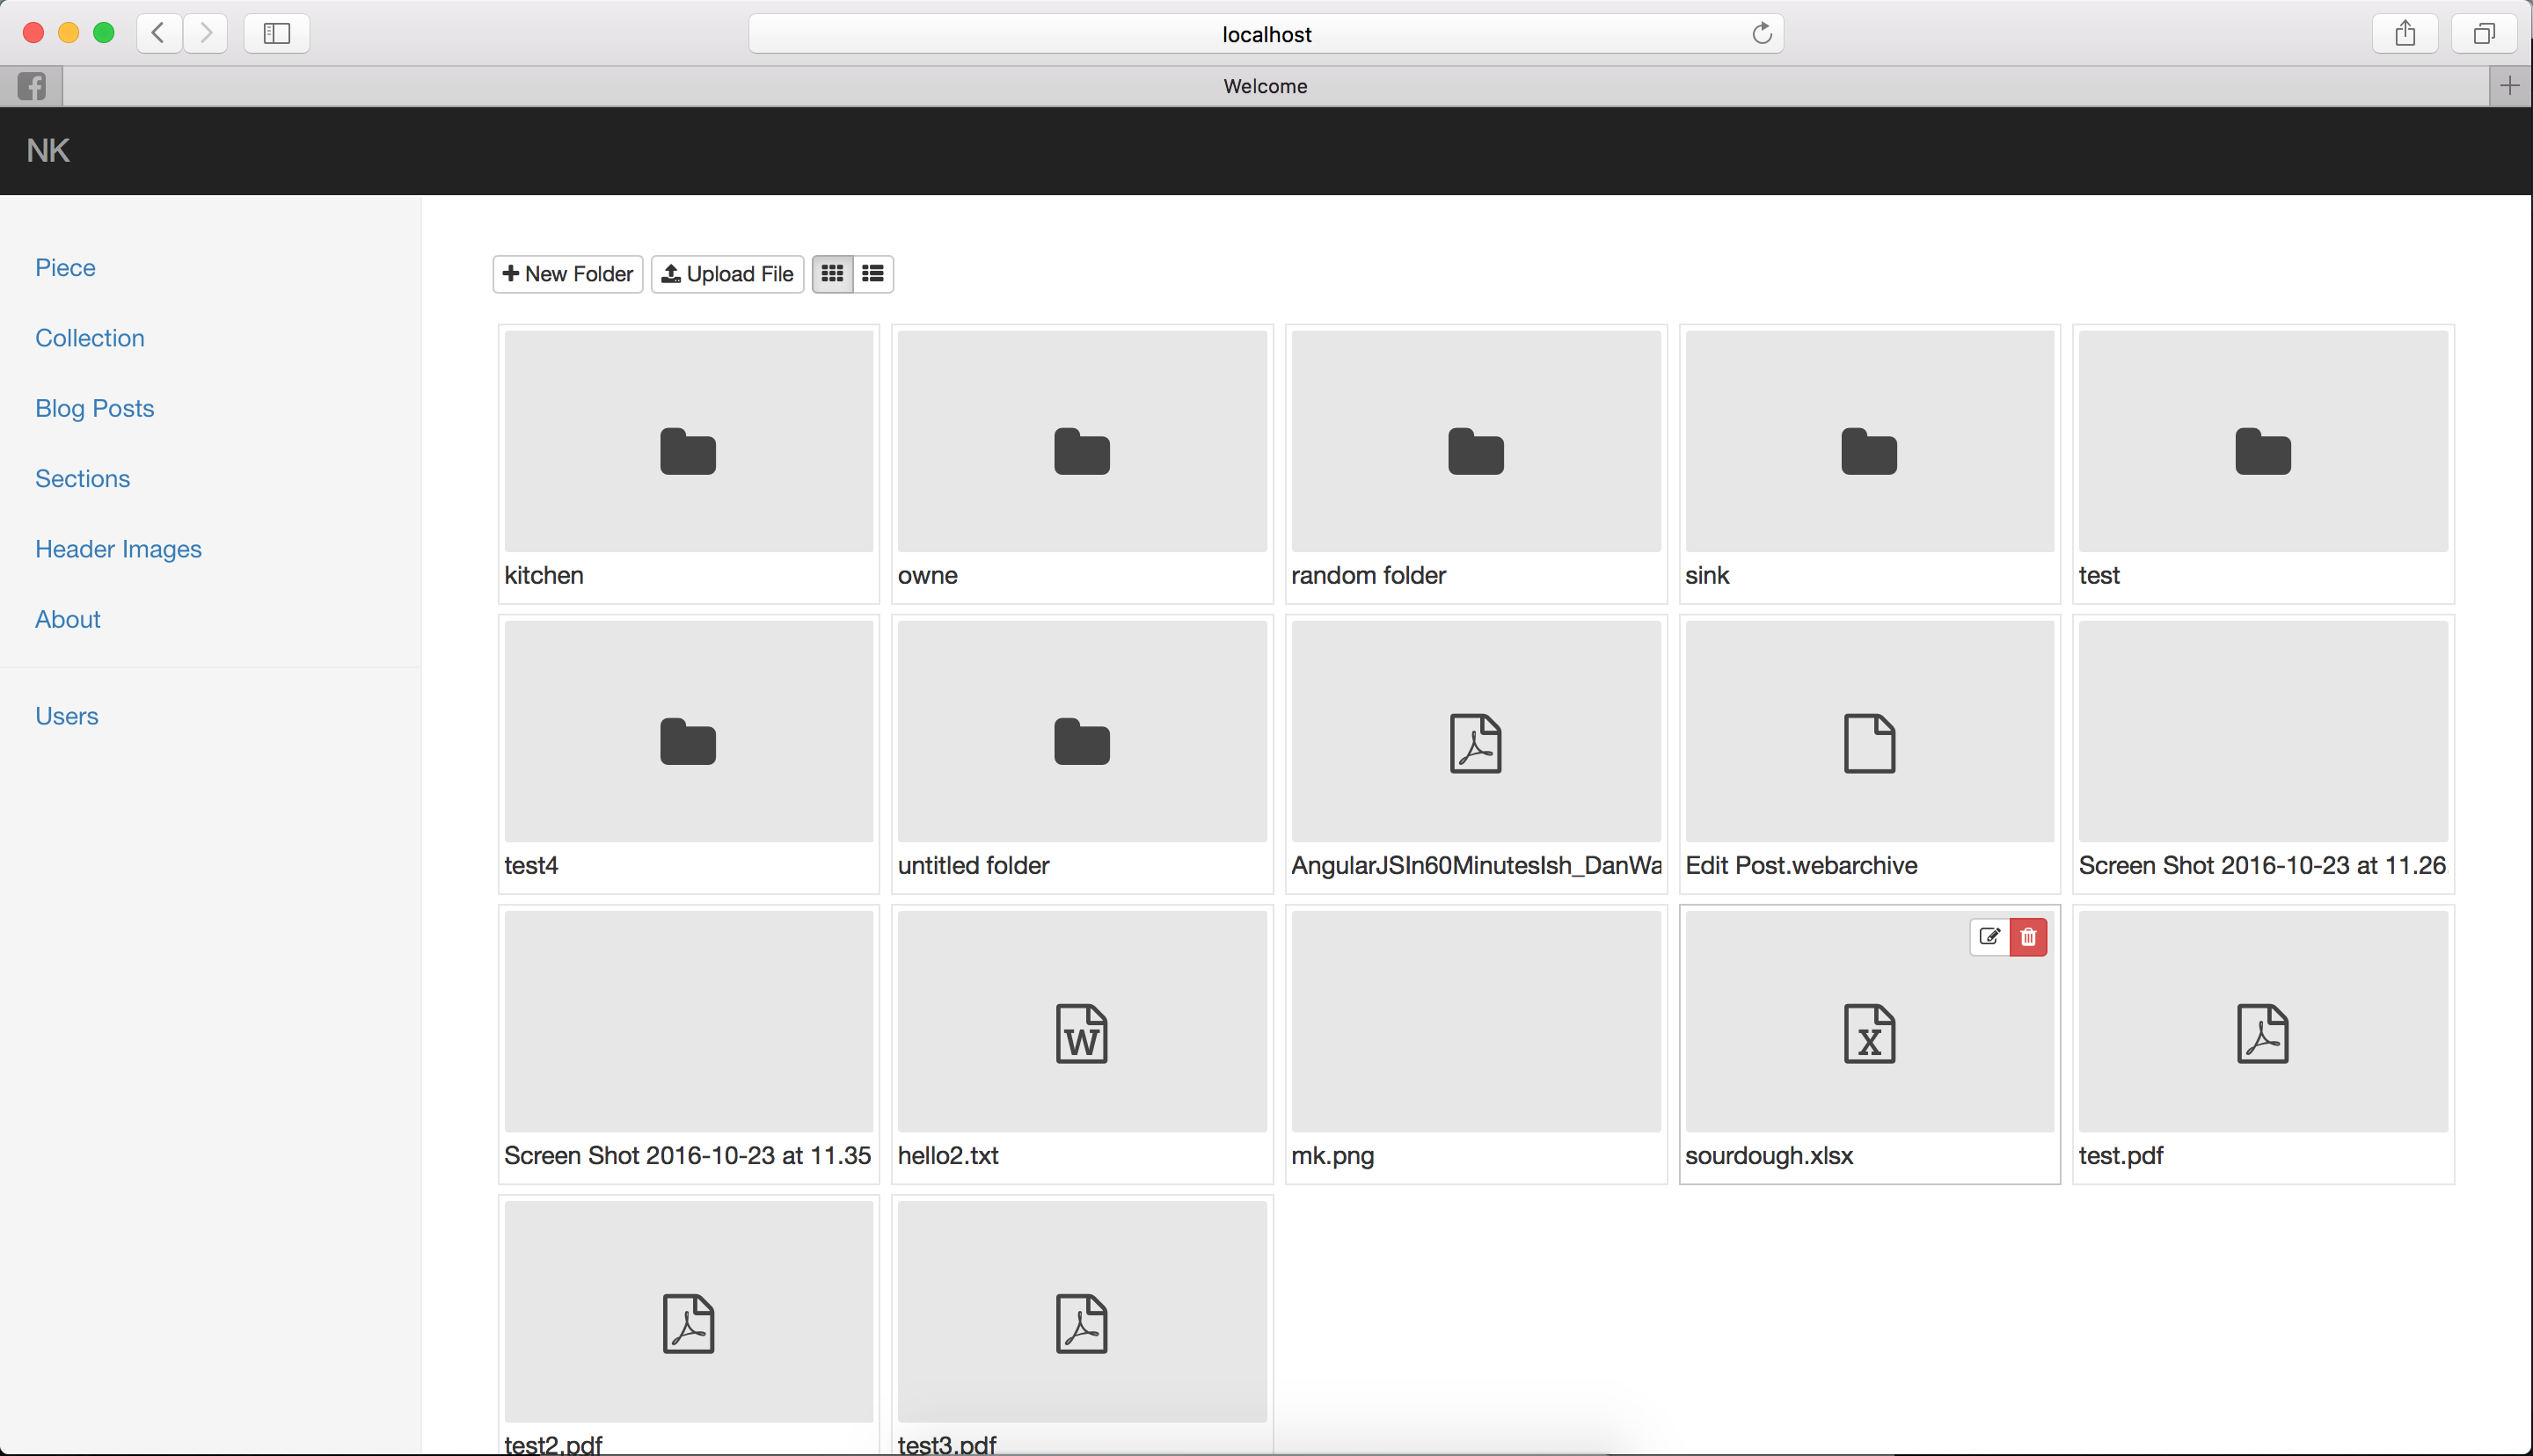 localhost
Welcome
NK
Piece
Collection
Blog Posts
Sections
Header Images
About
Users
New Folder
Upload File
kitchen
owne
random folder
sink
test
test4
untitled folder
AngularJSIn60MinutesIsh_DanWa
Edit Post.webarchive
Screen Shot 2016-10-23 at 11.26
Screen Shot 2016-10-23 at 11.35
hello2.txt
mk.png
sourdough.xlsx
test.pdf
test2.pdf
test3.pdf